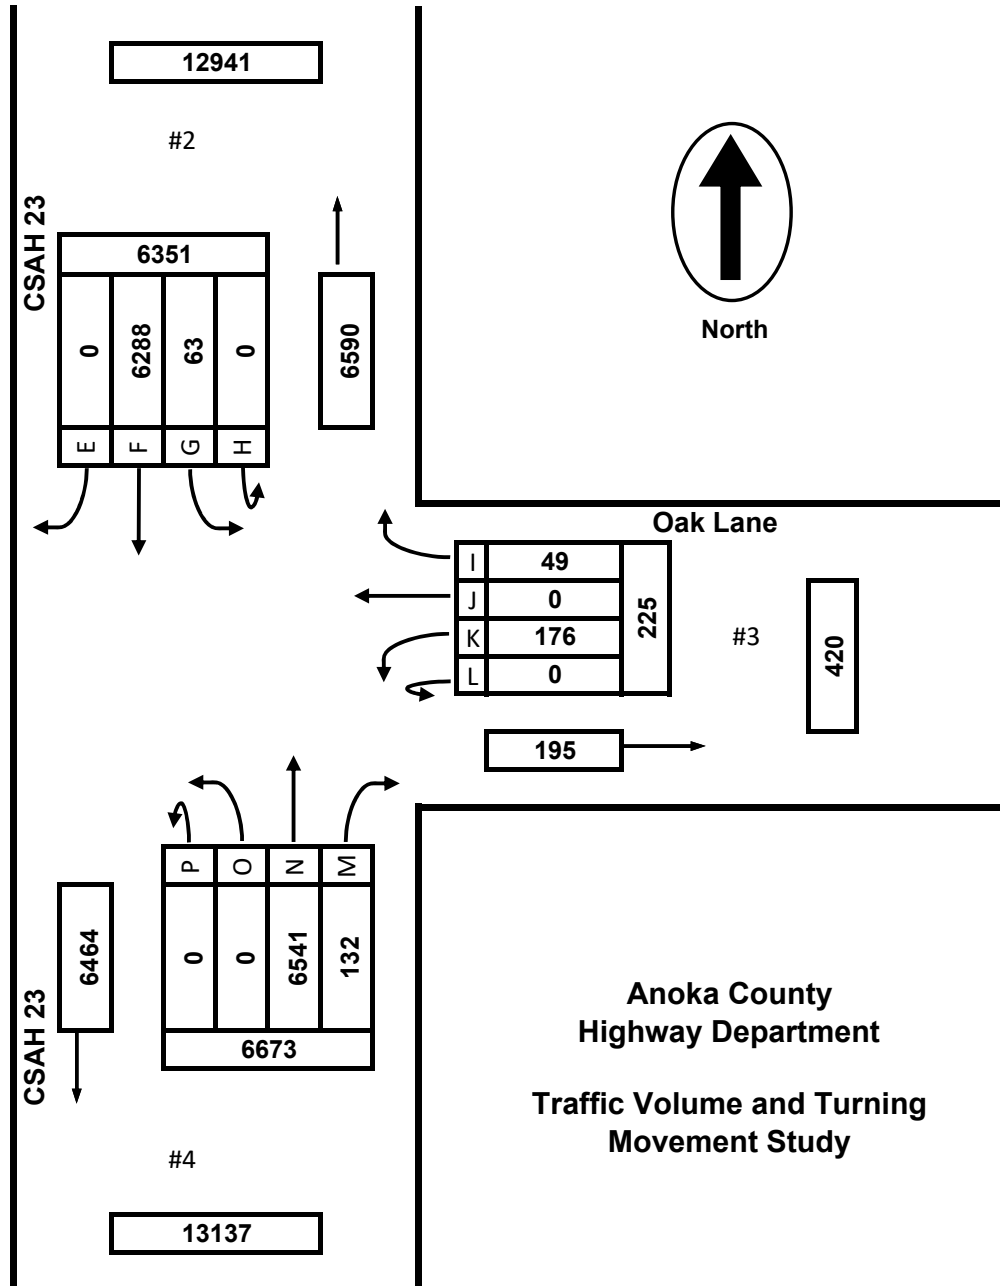 12941
#2
CSAH 23
6351
0
6288
63
0
E
F
G
H
6590
North
Oak Lane
I 49
J 0
K 176
L 0
225
#3
420
195
P
O
N
M
0
0
6541
132
6673
6464
CSAH 23
#4
13137
Anoka County
Highway Department
Traffic Volume and Turning
Movement Study